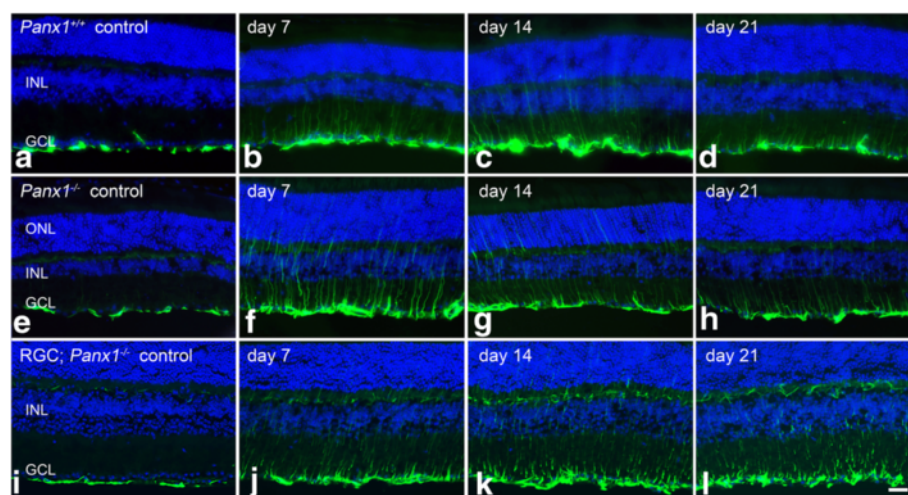 Panx1+/+ control
day 7
day 14
day 21
INL
GCL
a
b
c
d
Panx1-/- control
day 7
day 14
day 21
ONL
INL
GCL
e
f
g
h
RGC; Panx1-/- control
day 7
day 14
day 21
INL
GCL
i
j
k
l